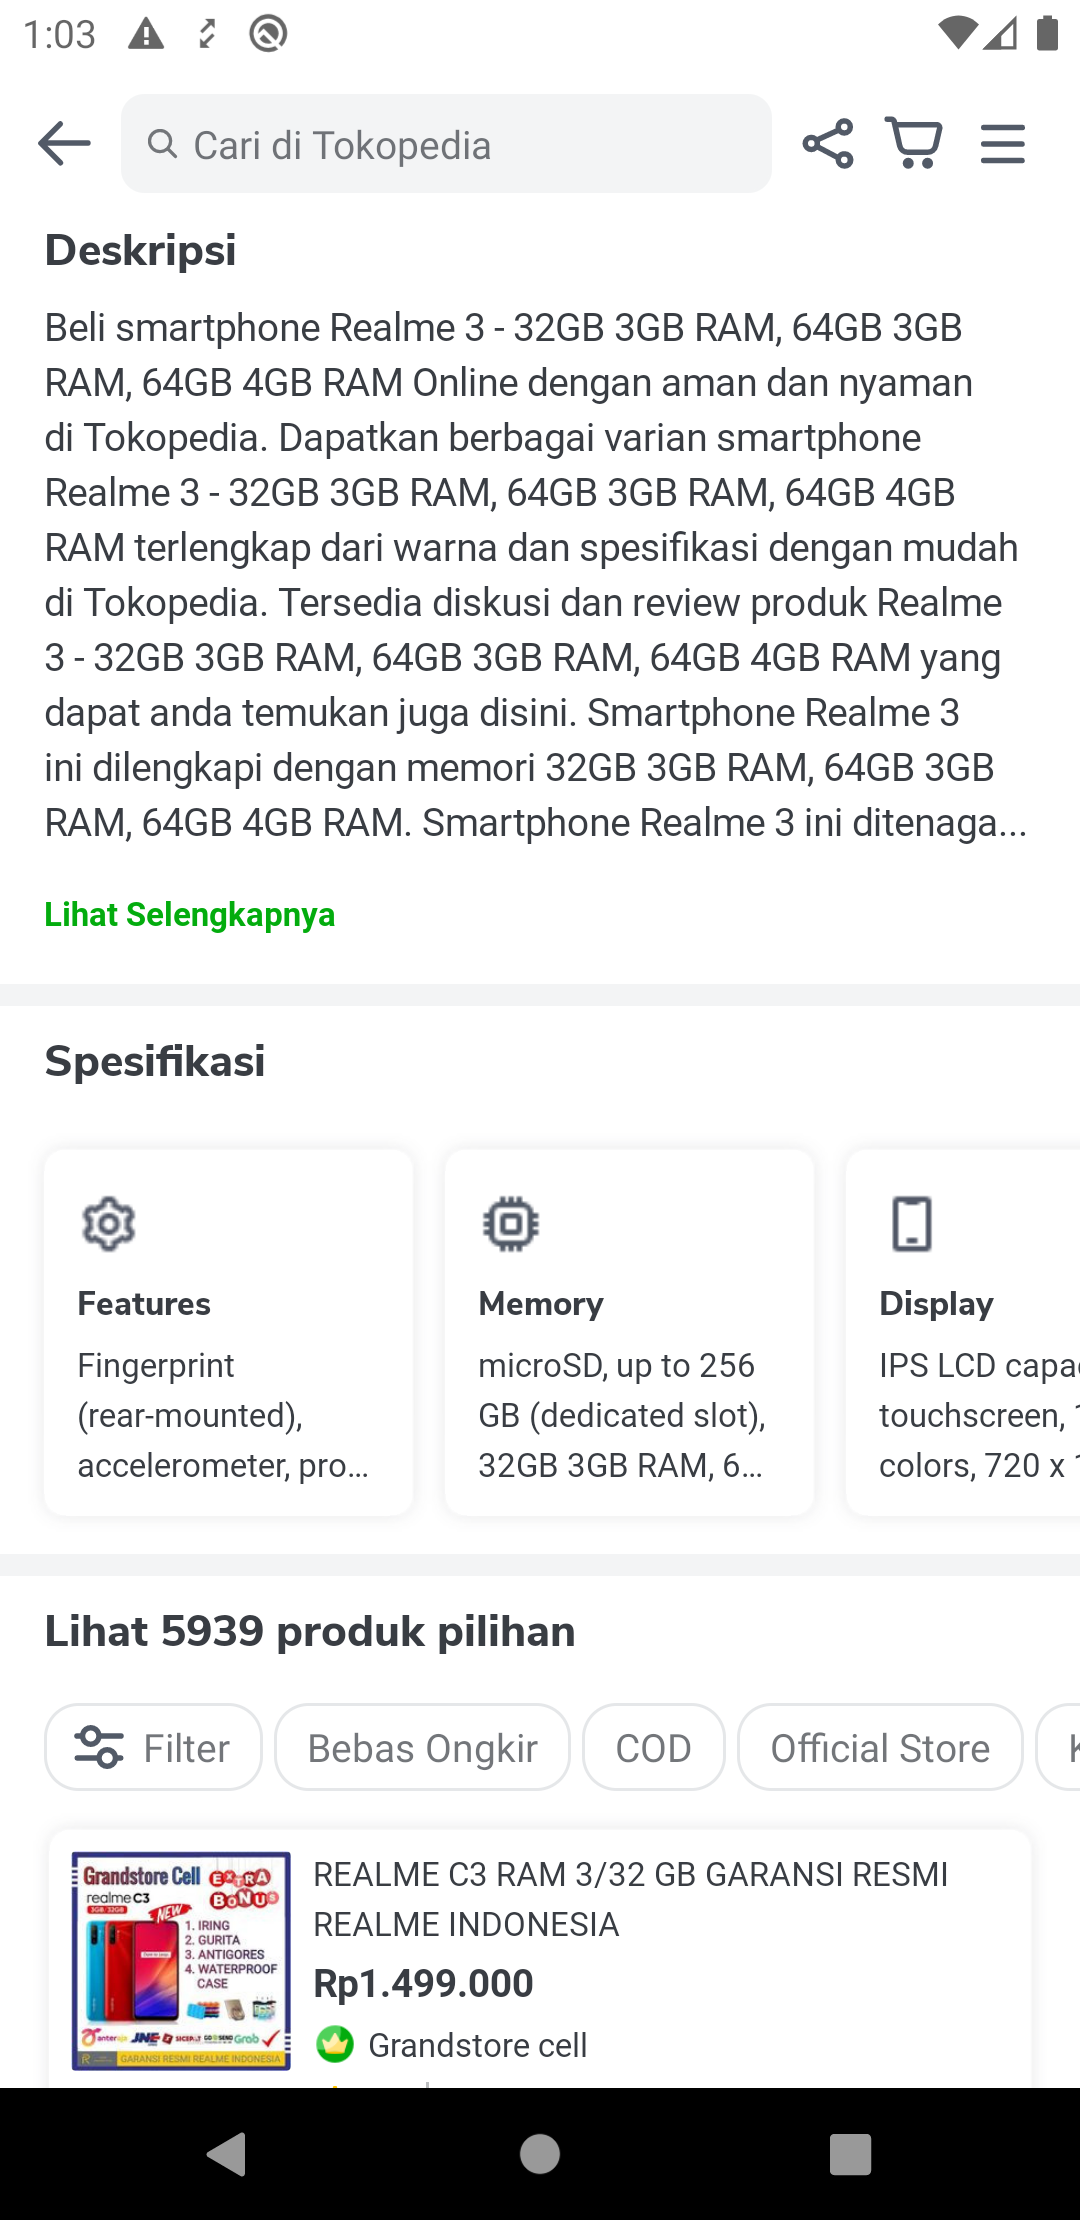 1:03
Cari di Tokopedia
Deskripsi
Beli smartphone Realme 3 - 32GB 3GB RAM, 64GB 3GB
RAM, 64GB 4GB RAM Online dengan aman dan nyaman
di Tokopedia. Dapatkan berbagai varian smartphone
Realme 3 - 32GB 3GB RAM, 64GB 3GB RAM, 64GB 4GB
RAM terlengkap dari warna dan spesifikasi dengan mudah
di Tokopedia. Tersedia diskusi dan review produk Realme
3 - 32GB 3GB RAM, 64GB 3GB RAM, 64GB 4GB RAM yang
dapat anda temukan juga disini. Smartphone Realme 3
ini dilengkapi dengan memori 32GB 3GB RAM, 64GB 3GB
RAM, 64GB 4GB RAM. Smartphone Realme 3 ini ditenaga...
Lihat Selengkapnya
Spesifikasi
Features
Fingerprint
(rear-mounted),
accelerometer, pro...
Memory
microSD, up to 256
GB (dedicated slot),
32GB 3GB RAM, 6...
Display
IPS LCD
touchscreen,
colors, 720 x
Lihat 5939 produk pilihan
Filter
Bebas Ongkir
COD
Official Store
Grandstore Cell
EXTRA
BONUS
realme C3
3GB/32GB
NEW
1. IRING
2. GURITA
3. ANTIGORES
4. WATERPROOF
CASE
anteraja JNE SICEPAT GOSEND Grab
GARANSI RESMI REALME INDONESIA
REALME C3 RAM 3/32 GB GARANSI RESMI
REALME INDONESIA
Rp1.499.000
Grandstore cell